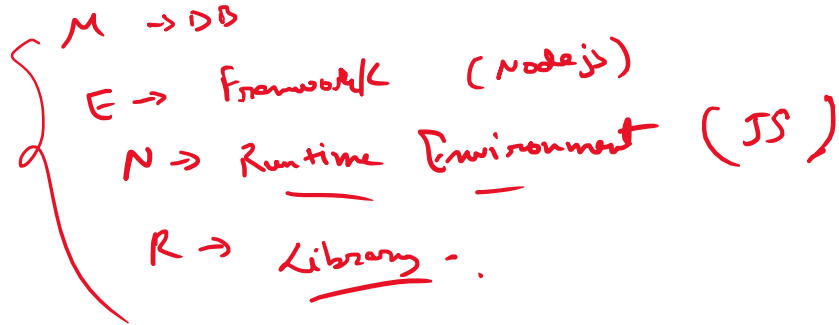 M → DB
E → Framework (Nodejs)
N → Runtime Environment (JS)
R → Library -.